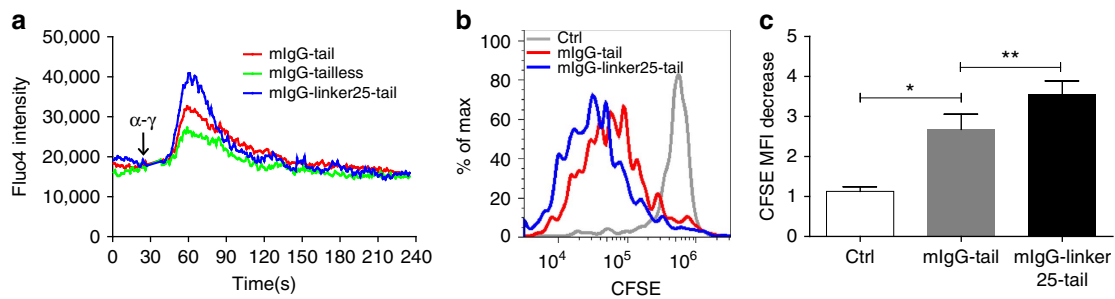 a
50,000
40,000
30,000
20,000
10,000
0
Fluo4 intensity
mIgG-tail
mIgG-tailless
mIgG-linker25-tail
α-γ
0 30 60 90 120 150 180 210 240
Time(s)
b
100
80
60
40
20
0
% of max
Ctrl
mIgG-tail
mIgG-linker25-tail
10⁴ 10⁵ 10⁶
CFSE
c
5
4
3
2
1
0
CFSE MFI decrease
*
**
Ctrl
mIgG-tail
mIgG-linker
25-tail